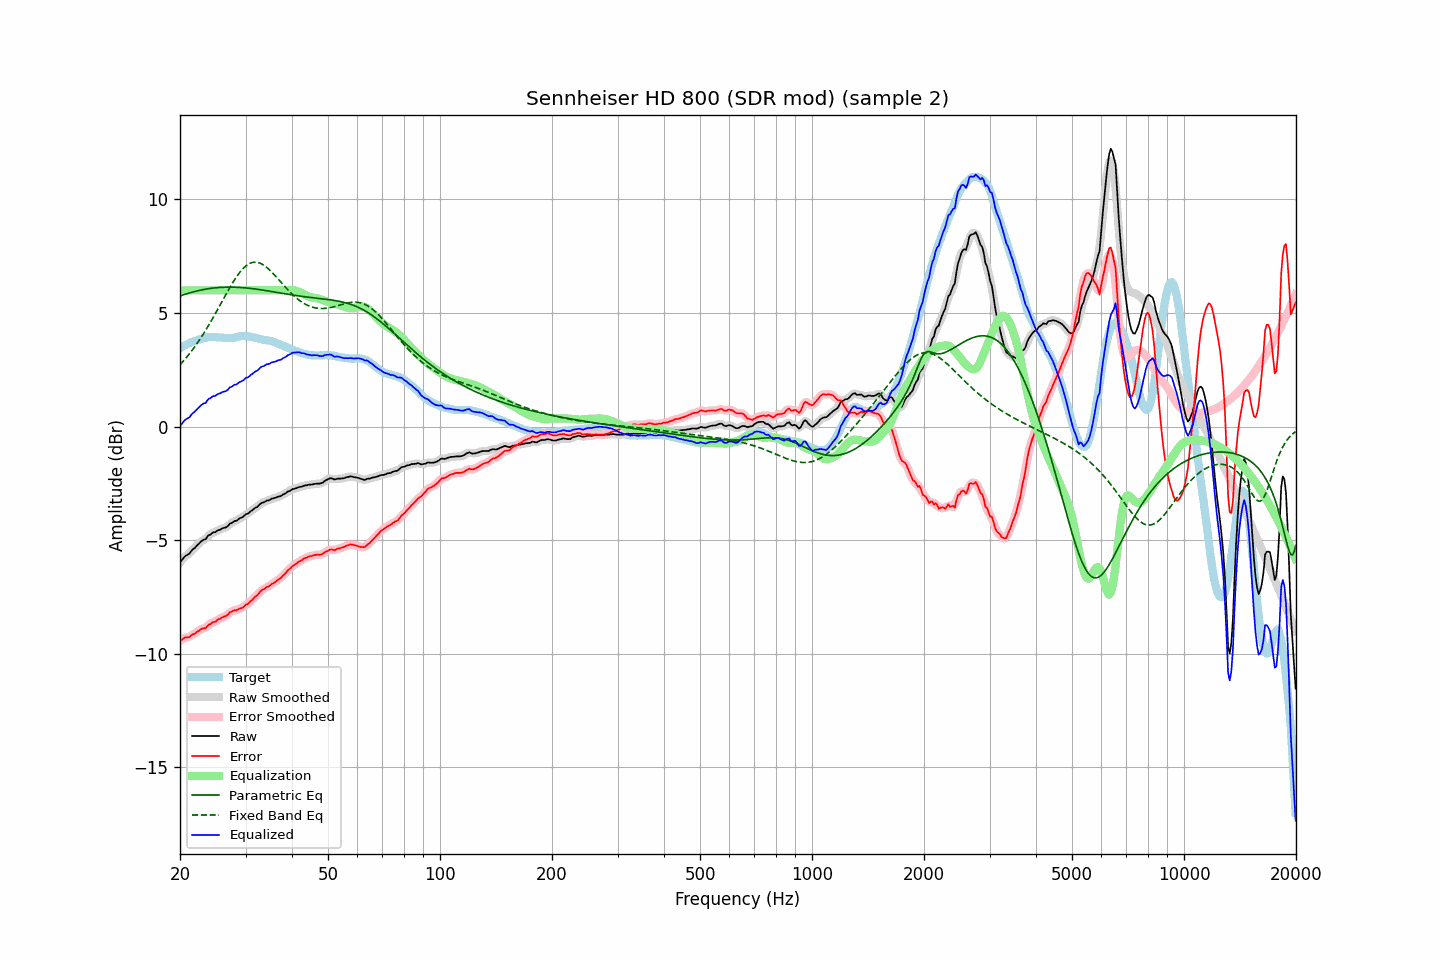 Sennheiser HD 800 (SDR mod) (sample 2)
Amplitude (dBr)
10
5
0
−5
−10
−15
Target
Raw Smoothed
Error Smoothed
Raw
Error
Equalization
Parametric Eq
Fixed Band Eq
Equalized
20
50
100
200
500
1000
2000
5000
10000
20000
Frequency (Hz)